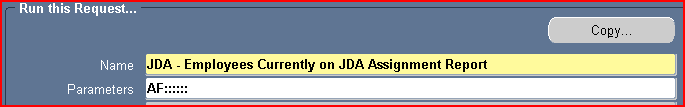 Run this Request...
Copy...
Name JDA - Employees Currently on JDA Assignment Report
Parameters AF::::::